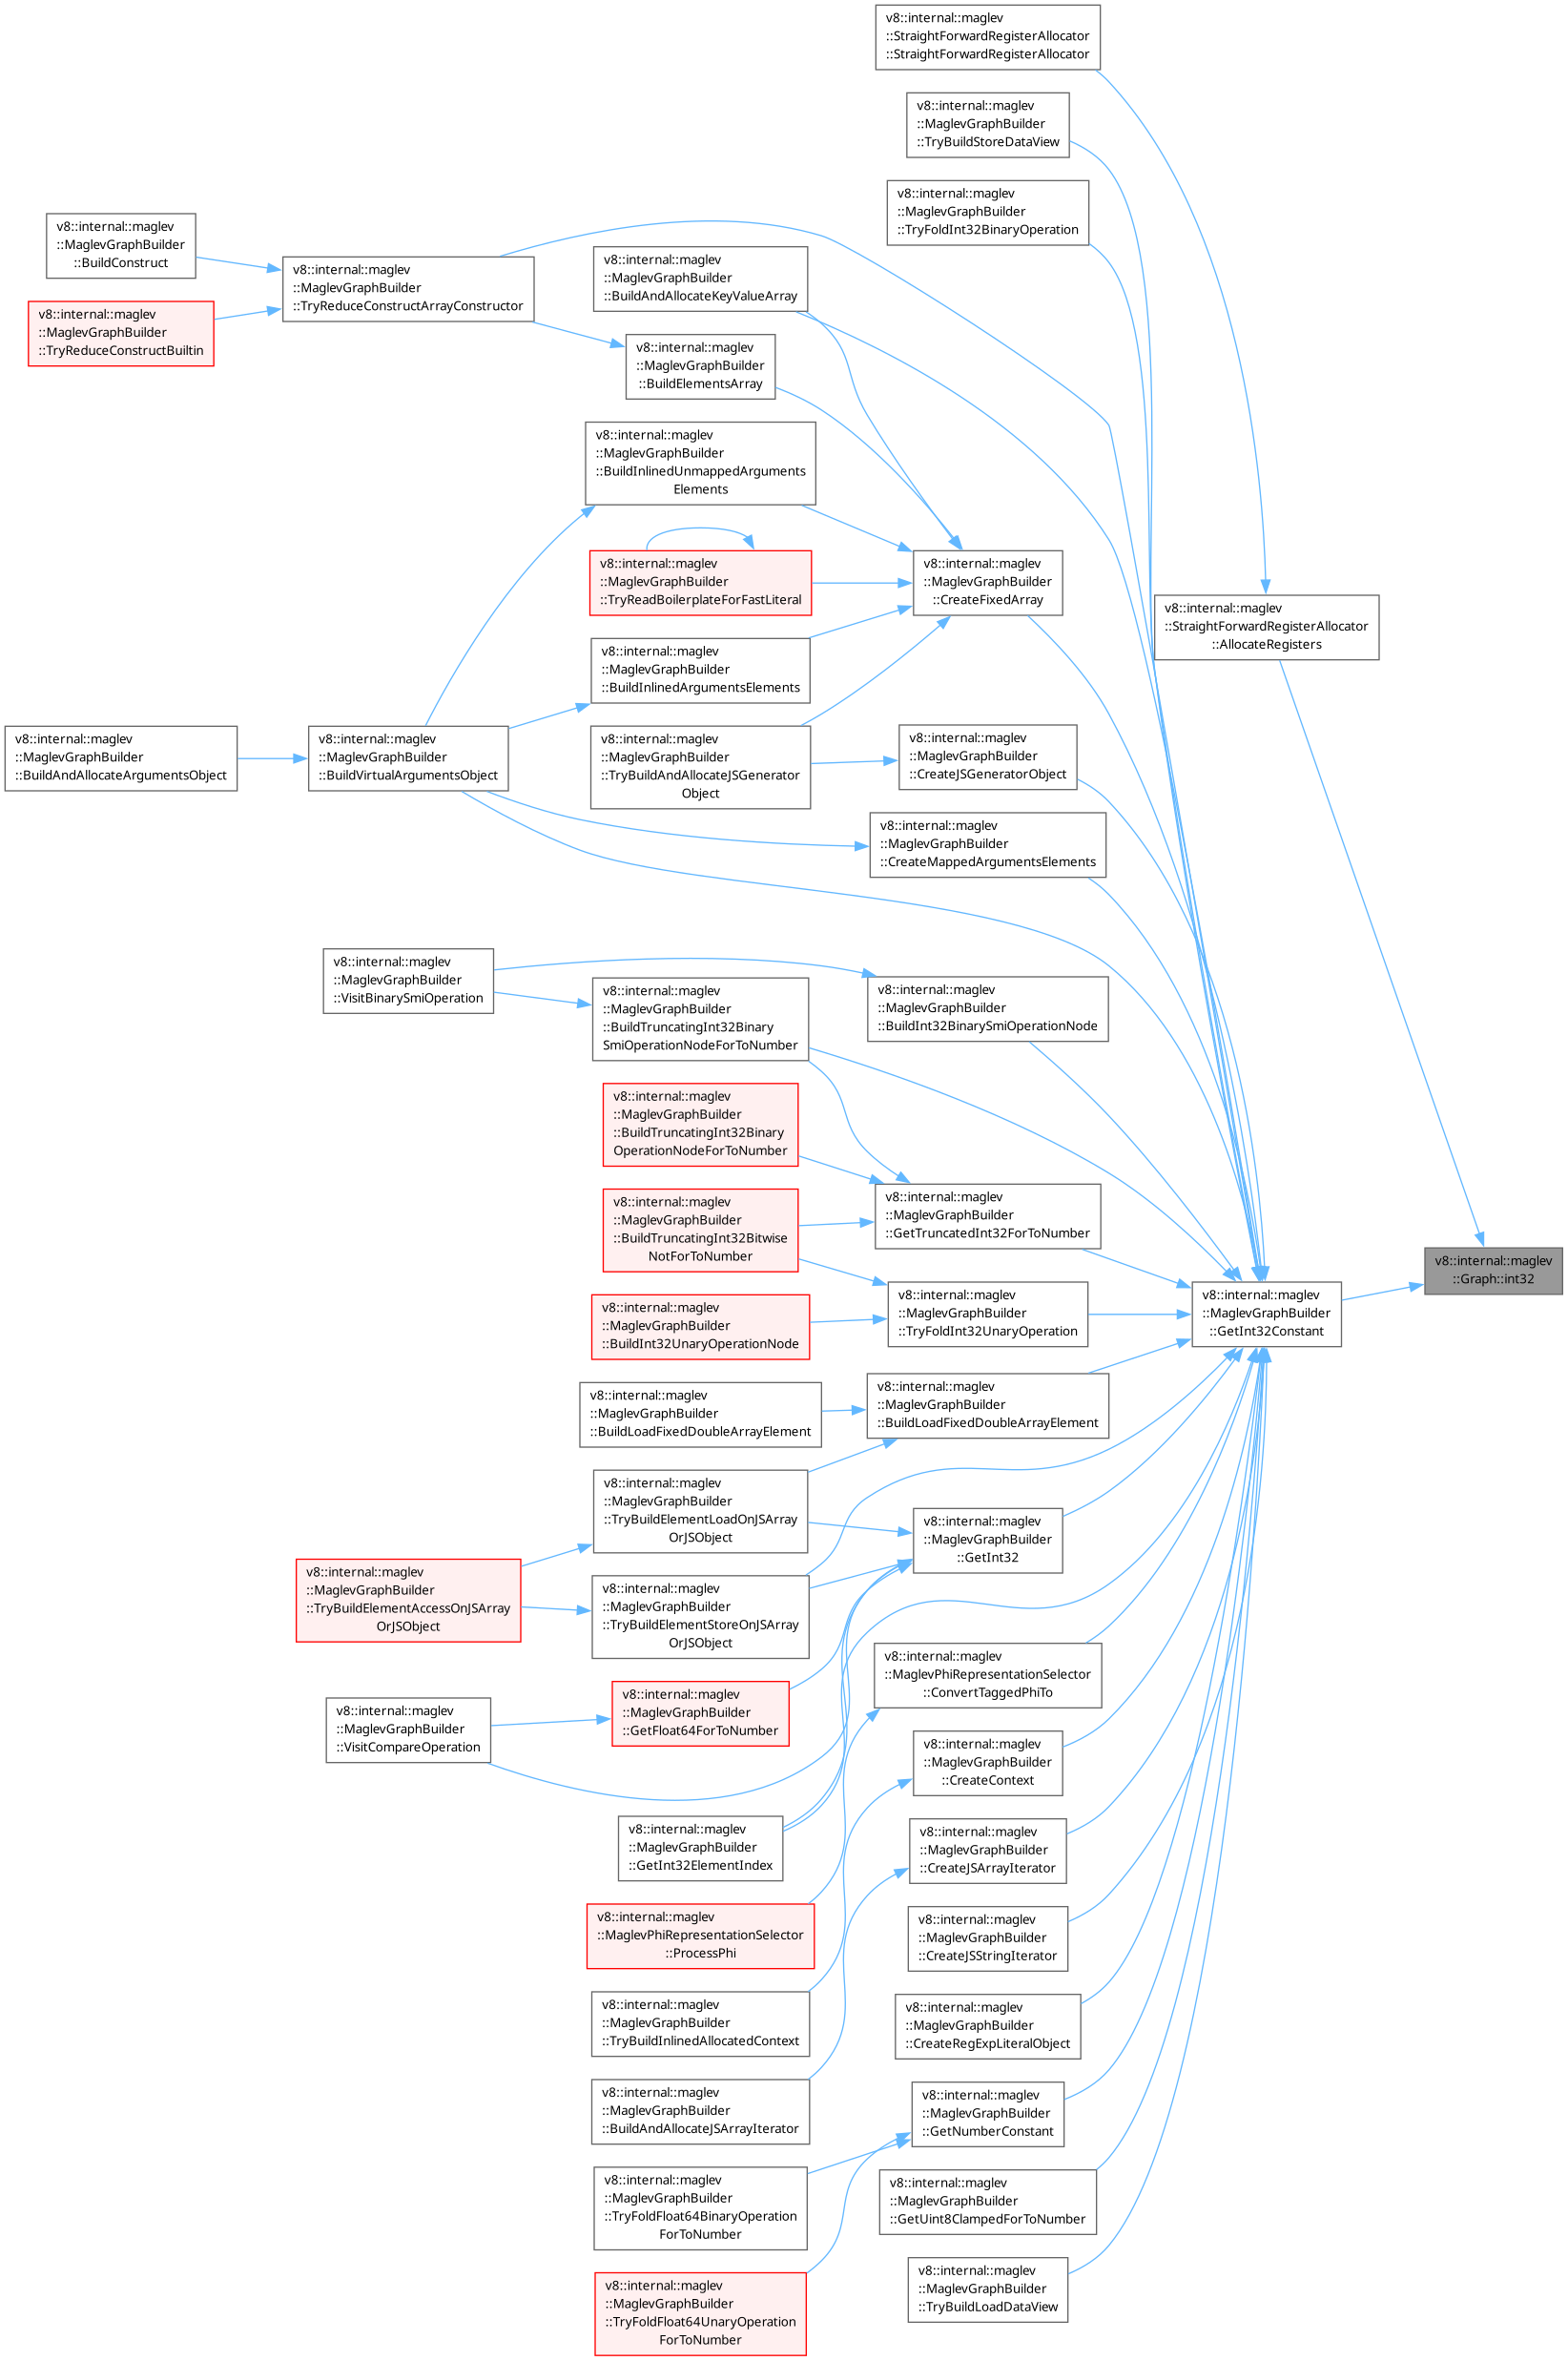 v8::internal::maglev
::StraightForwardRegisterAllocator
::StraightForwardRegisterAllocator
v8::internal::maglev
::MaglevGraphBuilder
::TryBuildStoreDataView
v8::internal::maglev
::MaglevGraphBuilder
::TryFoldInt32BinaryOperation
v8::internal::maglev
::MaglevGraphBuilder
::BuildConstruct
v8::internal::maglev
::MaglevGraphBuilder
::TryReduceConstructArrayConstructor
v8::internal::maglev
::MaglevGraphBuilder
::BuildAndAllocateKeyValueArray
v8::internal::maglev
::MaglevGraphBuilder
::TryReduceConstructBuiltin
v8::internal::maglev
::MaglevGraphBuilder
::BuildElementsArray
v8::internal::maglev
::MaglevGraphBuilder
::BuildInlinedUnmappedArguments
Elements
v8::internal::maglev
::MaglevGraphBuilder
::TryReadBoilerplateForFastLiteral
v8::internal::maglev
::MaglevGraphBuilder
::CreateFixedArray
v8::internal::maglev
::StraightForwardRegisterAllocator
::AllocateRegisters
v8::internal::maglev
::MaglevGraphBuilder
::BuildInlinedArgumentsElements
v8::internal::maglev
::MaglevGraphBuilder
::BuildAndAllocateArgumentsObject
v8::internal::maglev
::MaglevGraphBuilder
::BuildVirtualArgumentsObject
v8::internal::maglev
::MaglevGraphBuilder
::TryBuildAndAllocateJSGenerator
Object
v8::internal::maglev
::MaglevGraphBuilder
::CreateJSGeneratorObject
v8::internal::maglev
::MaglevGraphBuilder
::CreateMappedArgumentsElements
v8::internal::maglev
::MaglevGraphBuilder
::VisitBinarySmiOperation
v8::internal::maglev
::MaglevGraphBuilder
::BuildTruncatingInt32Binary
SmiOperationNodeForToNumber
v8::internal::maglev
::MaglevGraphBuilder
::BuildInt32BinarySmiOperationNode
v8::internal::maglev
::MaglevGraphBuilder
::BuildTruncatingInt32Binary
OperationNodeForToNumber
v8::internal::maglev
::MaglevGraphBuilder
::BuildTruncatingInt32Bitwise
NotForToNumber
v8::internal::maglev
::MaglevGraphBuilder
::GetTruncatedInt32ForToNumber
v8::internal::maglev
::Graph::int32
v8::internal::maglev
::MaglevGraphBuilder
::BuildInt32UnaryOperationNode
v8::internal::maglev
::MaglevGraphBuilder
::TryFoldInt32UnaryOperation
v8::internal::maglev
::MaglevGraphBuilder
::GetInt32Constant
v8::internal::maglev
::MaglevGraphBuilder
::BuildLoadFixedDoubleArrayElement
v8::internal::maglev
::MaglevGraphBuilder
::BuildLoadFixedDoubleArrayElement
v8::internal::maglev
::MaglevGraphBuilder
::TryBuildElementLoadOnJSArray
OrJSObject
v8::internal::maglev
::MaglevGraphBuilder
::GetInt32
v8::internal::maglev
::MaglevGraphBuilder
::TryBuildElementAccessOnJSArray
OrJSObject
v8::internal::maglev
::MaglevGraphBuilder
::TryBuildElementStoreOnJSArray
OrJSObject
v8::internal::maglev
::MaglevPhiRepresentationSelector
::ConvertTaggedPhiTo
v8::internal::maglev
::MaglevGraphBuilder
::VisitCompareOperation
v8::internal::maglev
::MaglevGraphBuilder
::GetFloat64ForToNumber
v8::internal::maglev
::MaglevGraphBuilder
::CreateContext
v8::internal::maglev
::MaglevGraphBuilder
::GetInt32ElementIndex
v8::internal::maglev
::MaglevGraphBuilder
::CreateJSArrayIterator
v8::internal::maglev
::MaglevPhiRepresentationSelector
::ProcessPhi
v8::internal::maglev
::MaglevGraphBuilder
::CreateJSStringIterator
v8::internal::maglev
::MaglevGraphBuilder
::TryBuildInlinedAllocatedContext
v8::internal::maglev
::MaglevGraphBuilder
::CreateRegExpLiteralObject
v8::internal::maglev
::MaglevGraphBuilder
::BuildAndAllocateJSArrayIterator
v8::internal::maglev
::MaglevGraphBuilder
::GetNumberConstant
v8::internal::maglev
::MaglevGraphBuilder
::TryFoldFloat64BinaryOperation
ForToNumber
v8::internal::maglev
::MaglevGraphBuilder
::GetUint8ClampedForToNumber
v8::internal::maglev
::MaglevGraphBuilder
::TryFoldFloat64UnaryOperation
ForToNumber
v8::internal::maglev
::MaglevGraphBuilder
::TryBuildLoadDataView